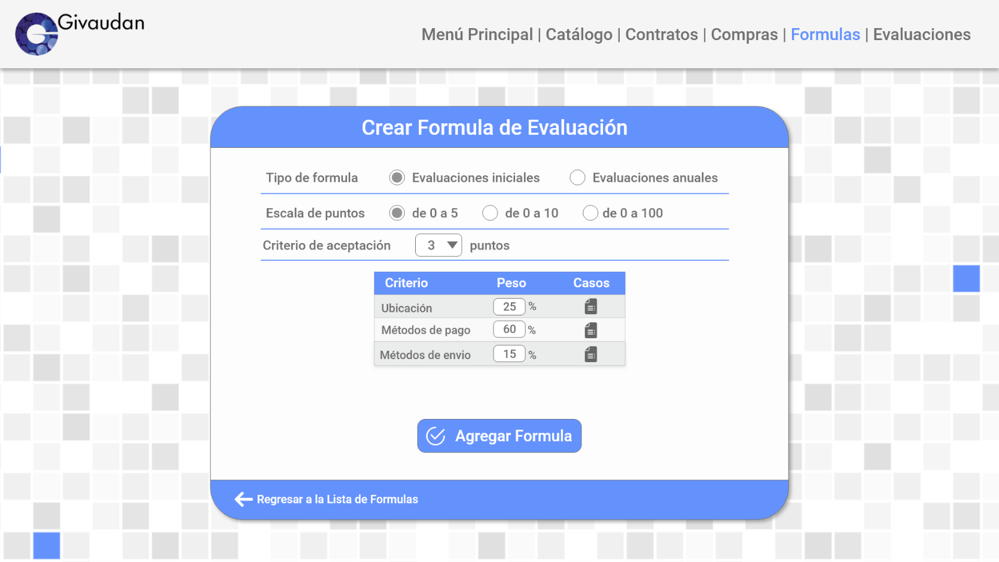 Givaudan
Menú Principal | Catálogo | Contratos | Compras | Formulas | Evaluaciones
Crear Formula de Evaluación
Tipo de formula Evaluaciones iniciales Evaluaciones anuales
Escala de puntos de 0 a 5 de 0 a 10 de 0 a 100
Criterio de aceptación 3 puntos
Criterio Peso Casos
Ubicación 25 %
Métodos de pago 60 %
Métodos de envio 15 %
Agregar Formula
Regresar a la Lista de Formulas